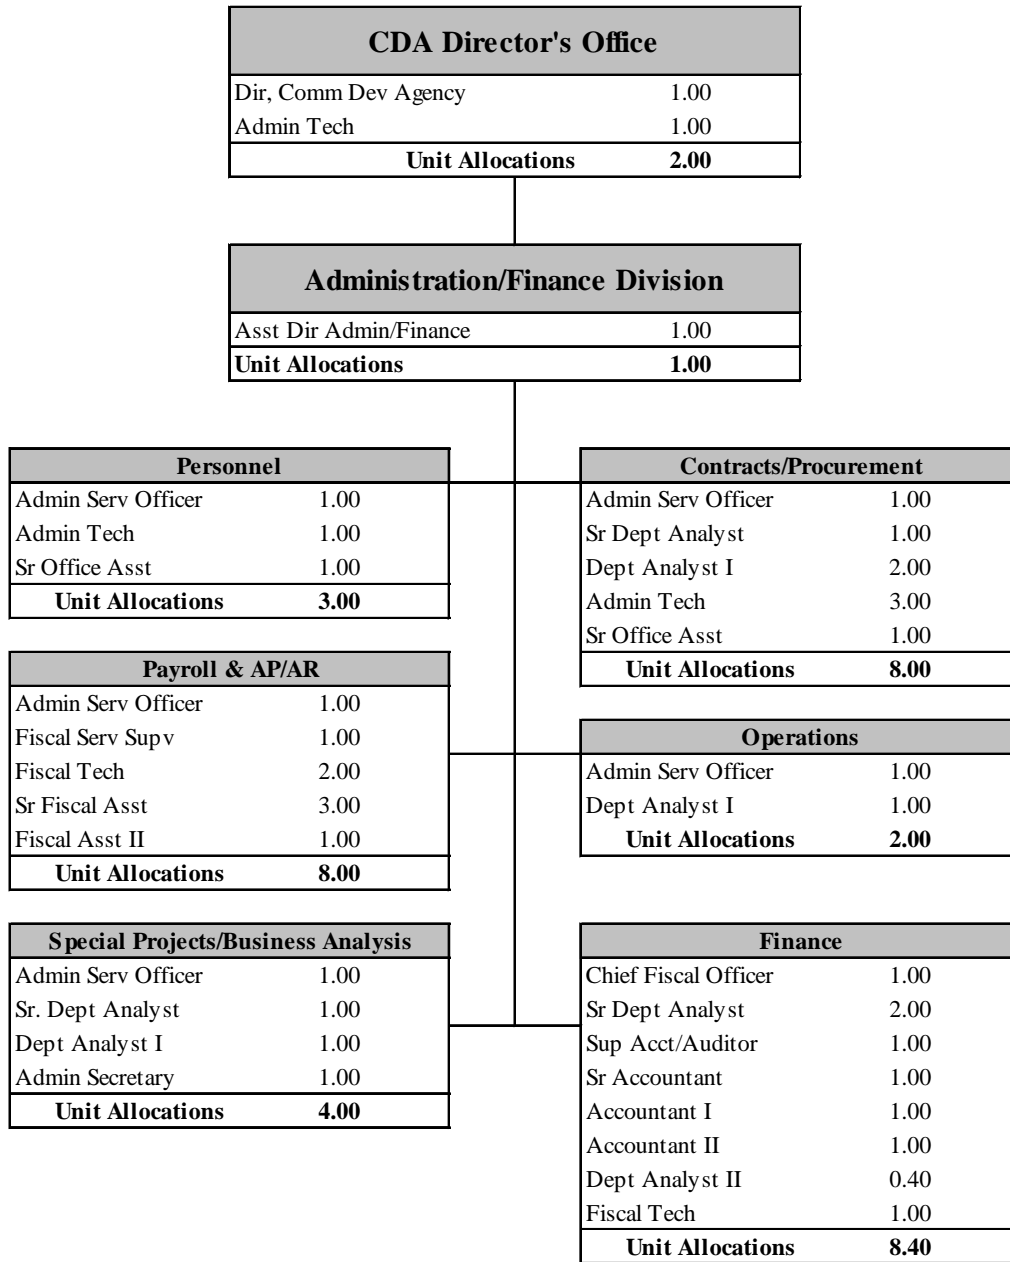 CDA Director's Office
Dir, Comm Dev Agency 1.00
Admin Tech 1.00
Unit Allocations 2.00
Administration/Finance Division
Asst Dir Admin/Finance 1.00
Unit Allocations 1.00
Personnel
Admin Serv Officer 1.00
Admin Tech 1.00
Sr Office Asst 1.00
Unit Allocations 3.00
Payroll & AP/AR
Admin Serv Officer 1.00
Fiscal Serv Supv 1.00
Fiscal Tech 2.00
Sr Fiscal Asst 3.00
Fiscal Asst II 1.00
Unit Allocations 8.00
Special Projects/Business Analysis
Admin Serv Officer 1.00
Sr. Dept Analyst 1.00
Dept Analyst I 1.00
Admin Secretary 1.00
Unit Allocations 4.00
Contracts/Procurement
Admin Serv Officer 1.00
Sr Dept Analyst 1.00
Dept Analyst I 2.00
Admin Tech 3.00
Sr Office Asst 1.00
Unit Allocations 8.00
Operations
Admin Serv Officer 1.00
Dept Analyst I 1.00
Unit Allocations 2.00
Finance
Chief Fiscal Officer 1.00
Sr Dept Analyst 2.00
Sup Acct/Auditor 1.00
Sr Accountant 1.00
Accountant I 1.00
Accountant II 1.00
Dept Analyst II 0.40
Fiscal Tech 1.00
Unit Allocations 8.40